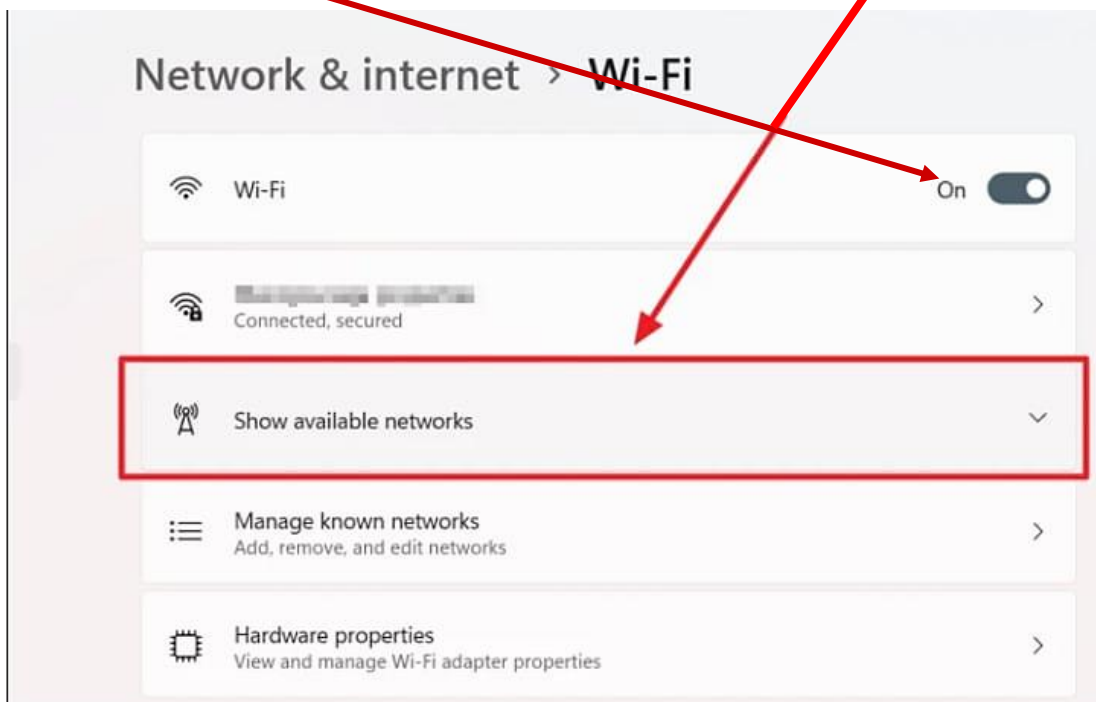 Network & internet > Wi-Fi
Wi-Fi
On
Connected, secured
Show available networks
Manage known networks
Add, remove, and edit networks
Hardware properties
View and manage Wi-Fi adapter properties